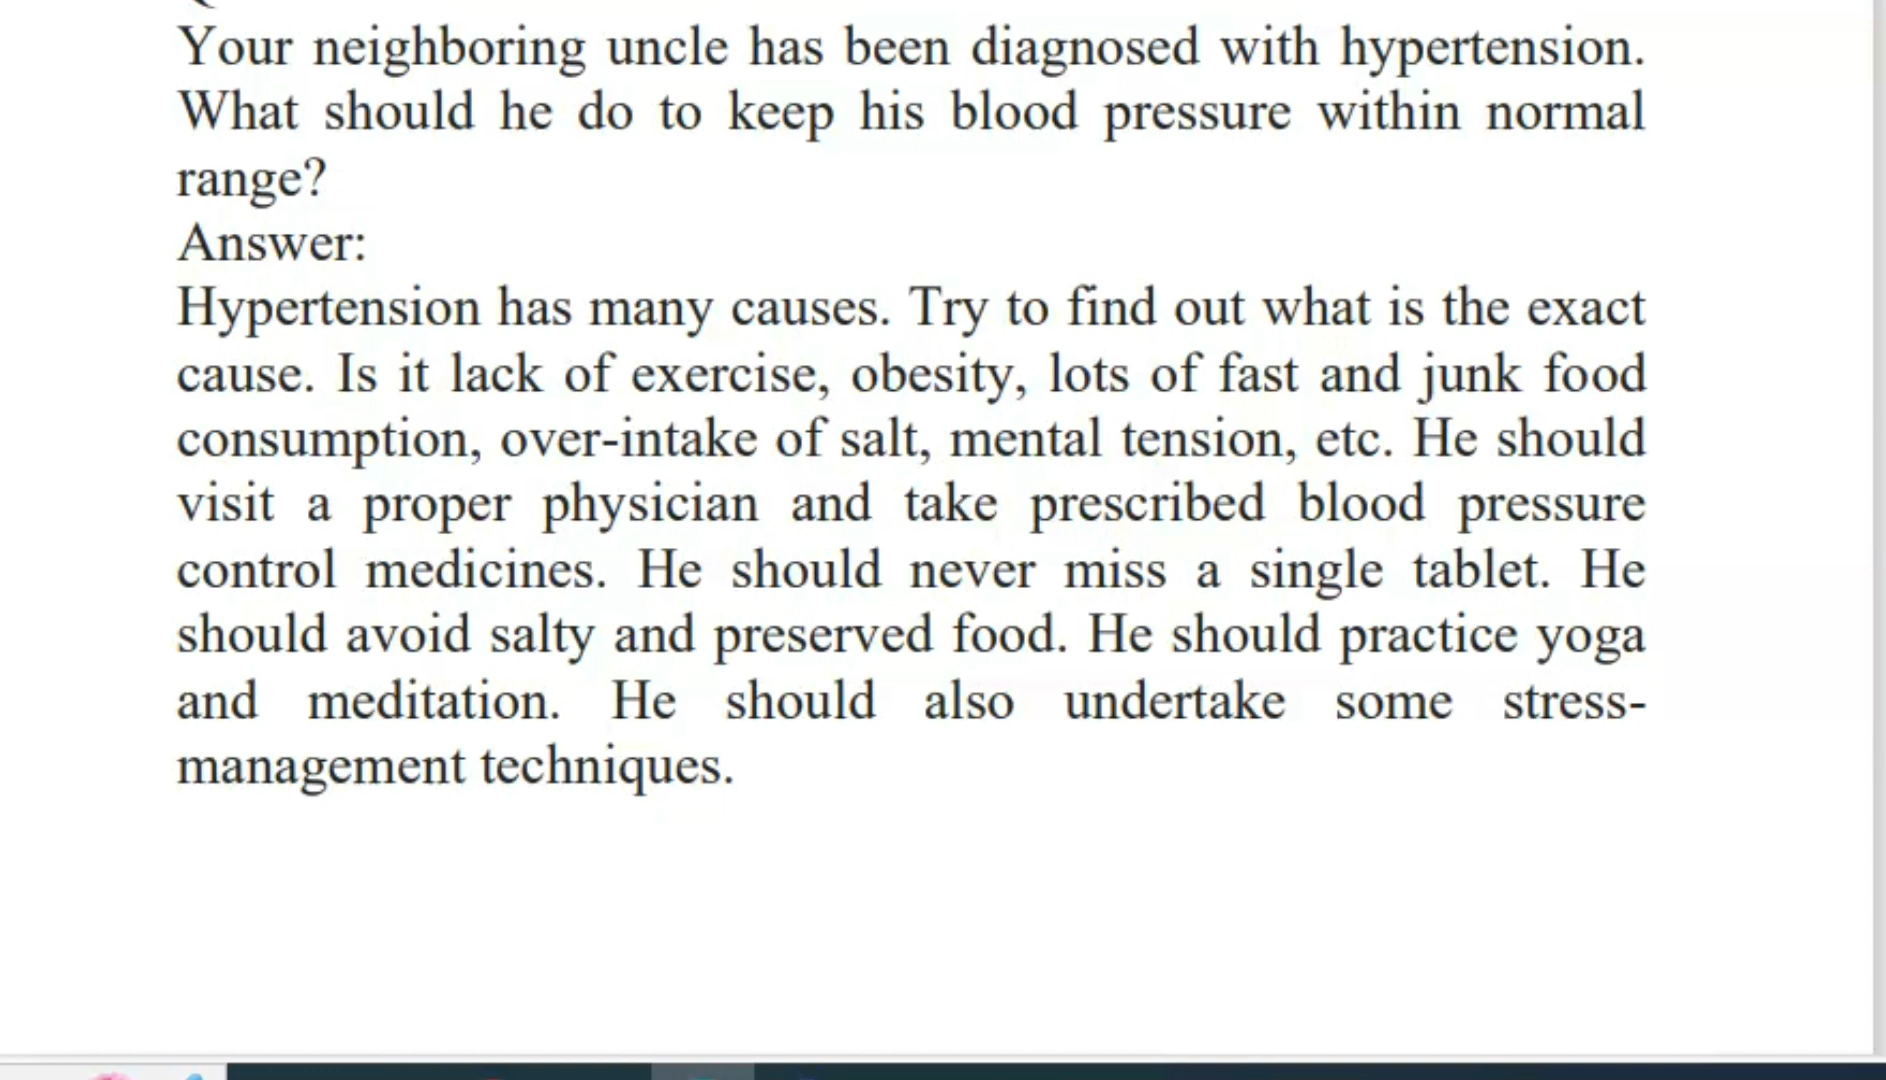 Your neighboring uncle has been diagnosed with hypertension.
What should he do to keep his blood pressure within normal
range?
Answer:
Hypertension has many causes. Try to find out what is the exact
cause. Is it lack of exercise, obesity, lots of fast and junk food
consumption, over-intake of salt, mental tension, etc. He should
visit a proper physician and take prescribed blood pressure
control medicines. He should never miss a single tablet. He
should avoid salty and preserved food. He should practice yoga
and meditation. He should also undertake some stress-
management techniques.